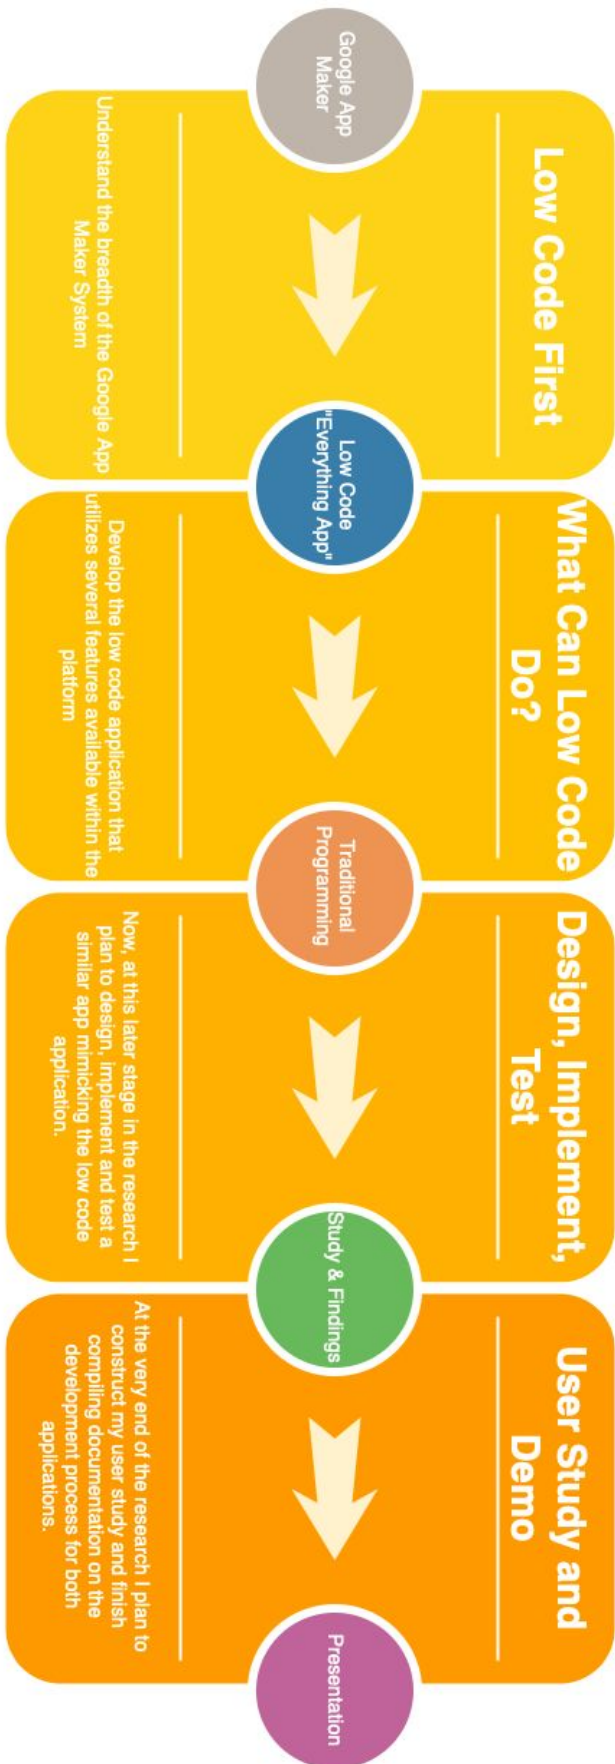 Low Code First
Google App
Maker
Understand the breadth of the Google App
Maker System
What Can Low Code
Do?
Low Code
"Everything App"
Develop the low code application that
utilizes several features available within the
platform
Design, Implement,
Test
Traditional
Programming
Now, at this later stage in the research I
plan to design, implement and test a
similar app mimicking the low code
application.
User Study and
Demo
Study & Findings
At the very end of the research I plan to
construct my user study and finish
compiling documentation on the
development process for both
applications.
Presentation